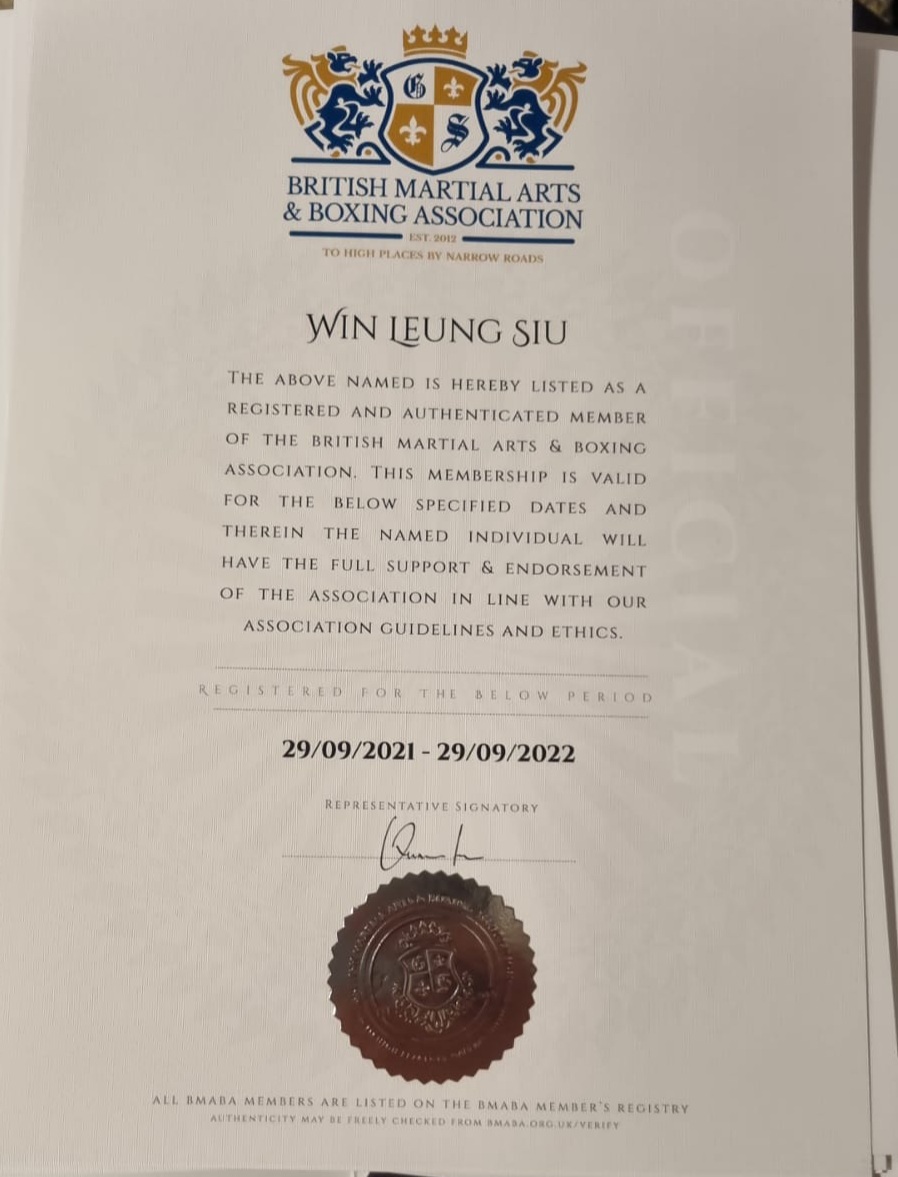 G
S
BRITISH MARTIAL ARTS
& BOXING ASSOCIATION
EST. 2012
TO HIGH PLACES BY NARROW ROADS
WIN LEUNG SIU
THE ABOVE NAMED IS HEREBY LISTED AS A
REGISTERED AND AUTHENTICATED MEMBER
OF THE BRITISH MARTIAL ARTS & BOXING
ASSOCIATION. THIS MEMBERSHIP IS VALID
FOR THE BELOW SPECIFIED DATES AND
THEREIN THE NAMED INDIVIDUAL WILL
HAVE THE FULL SUPPORT & ENDORSEMENT
OF THE ASSOCIATION IN LINE WITH OUR
ASSOCIATION GUIDELINES AND ETHICS.
OFFICIAL
REGISTERED FOR THE BELOW PERIOD
29/09/2021 - 29/09/2022
REPRESENTATIVE SIGNATORY
ALL BMABA MEMBERS ARE LISTED ON THE BMABA MEMBER'S REGISTRY
AUTHENTICITY MAY BE FREELY CHECKED FROM BMABA.ORG.UK/VERIFY